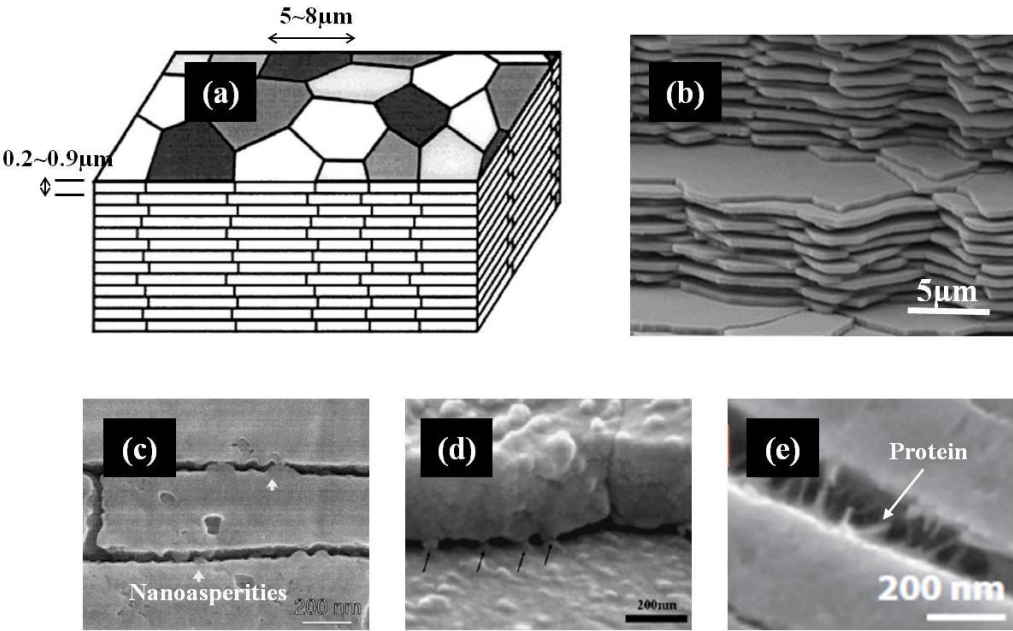 5~8μm
(a)
0.2~0.9μm
(b)
5μm
(c)
Nanoasperities
200 nm
(d)
200nm
(e)
Protein
200 nm